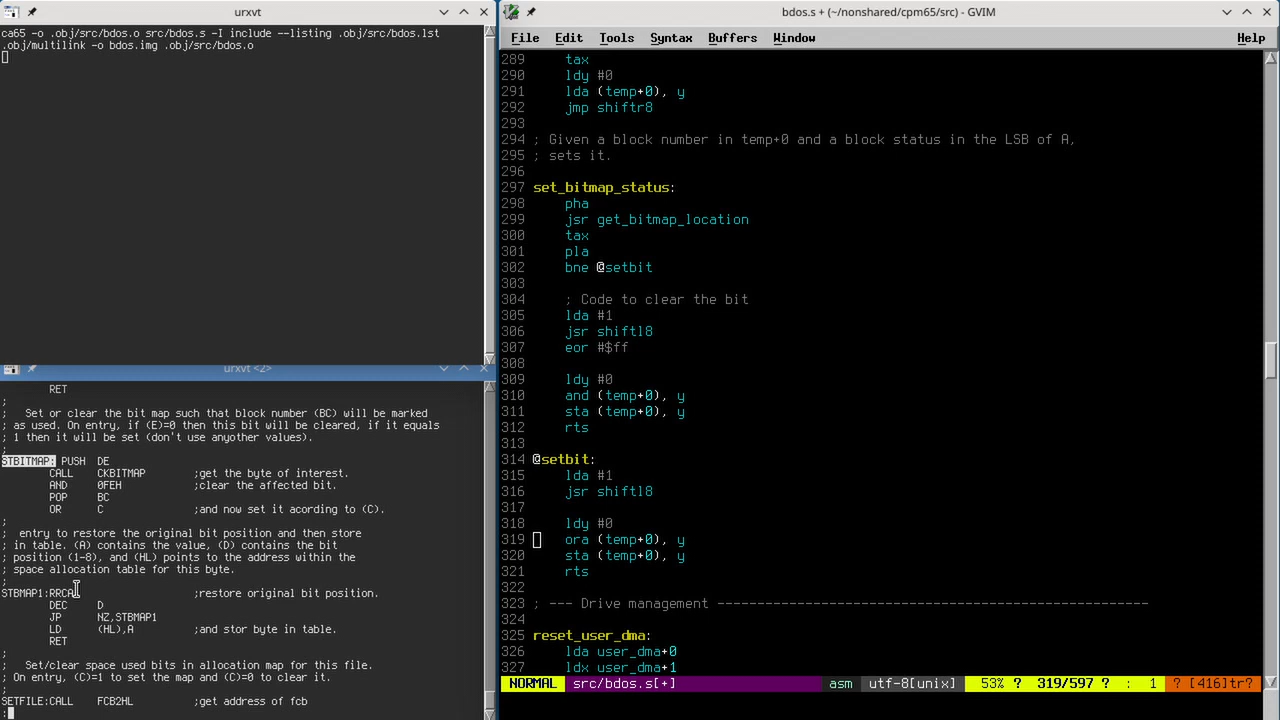 urxvt
ca65 -o .obj/src/bdos.o src/bdos.s -I include --listing .obj/src/bdos.lst
.obj/multilink -o bdos.img .obj/src/bdos.o
urxvt <2>
RET
;
;   Set or clear the bit map such that block number (BC) will be marked
; as used. On entry, if (E)=0 then this bit will be cleared, if it equals
; 1 then it will be set (don't use anyother values).
;
STBITMAP: PUSH DE
CALL CKBITMAP ;get the byte of interest.
AND 0FEH ;clear the affected bit.
POP BC
OR C ;and now set it acording to (C).
;
;  entry to restore the original bit position and then store
; in table. (A) contains the value, (D) contains the bit
; position (1-8), and (HL) points to the address within the
; space allocation table for this byte.
;
STBMAP1:RRCA ;restore original bit position.
DEC D
JP NZ,STBMAP1
LD (HL),A ;and stor byte in table.
RET
;
;   Set/clear space used bits in allocation map for this file.
; On entry, (C)=1 to set the map and (C)=0 to clear it.
;
SETFILE:CALL FCB2HL ;get address of fcb
:
bdos.s + (~/nonshared/cpm65/src) - GVIM
File Edit Tools Syntax Buffers Window Help
289 tax
290 ldy #0
291 lda (temp+0), y
292 jmp shiftr8
293
294 ; Given a block number in temp+0 and a block status in the LSB of A,
295 ; sets it.
296
297 set_bitmap_status:
298 pha
299 jsr get_bitmap_location
300 tax
301 pla
302 bne @setbit
303
304 ; Code to clear the bit
305 lda #1
306 jsr shiftl8
307 eor #$ff
308
309 ldy #0
310 and (temp+0), y
311 sta (temp+0), y
312 rts
313
314 @setbit:
315 lda #1
316 jsr shiftl8
317
318 ldy #0
319 ora (temp+0), y
320 sta (temp+0), y
321 rts
322
323 ; --- Drive management ------------------------------------------------------
324
325 reset_user_dma:
326 lda user_dma+0
327 ldx user_dma+1
NORMAL src/bdos.s[+] asm utf-8[unix] 53% ? 319/597 ? : 1 ? [416]tr?